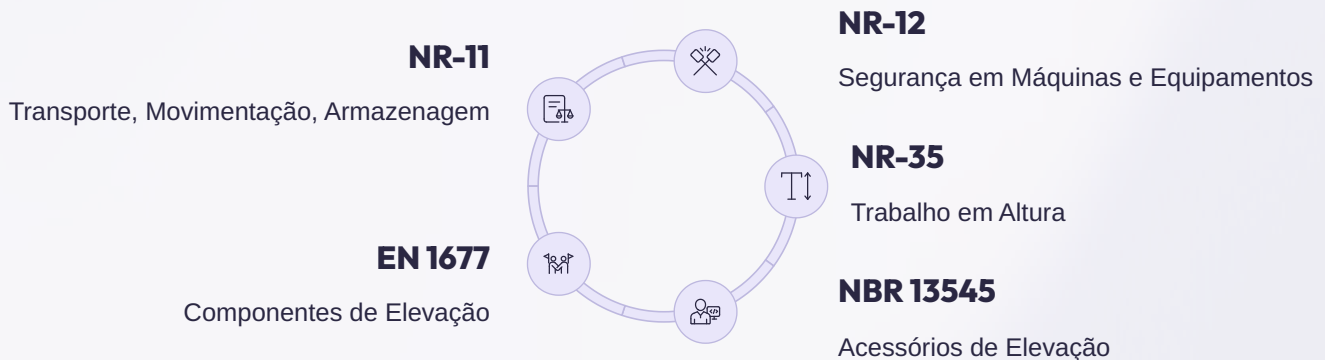 NR-11
Transporte, Movimentação, Armazenagem
NR-12
Segurança em Máquinas e Equipamentos
NR-35
Trabalho em Altura
EN 1677
Componentes de Elevação
NBR 13545
Acessórios de Elevação